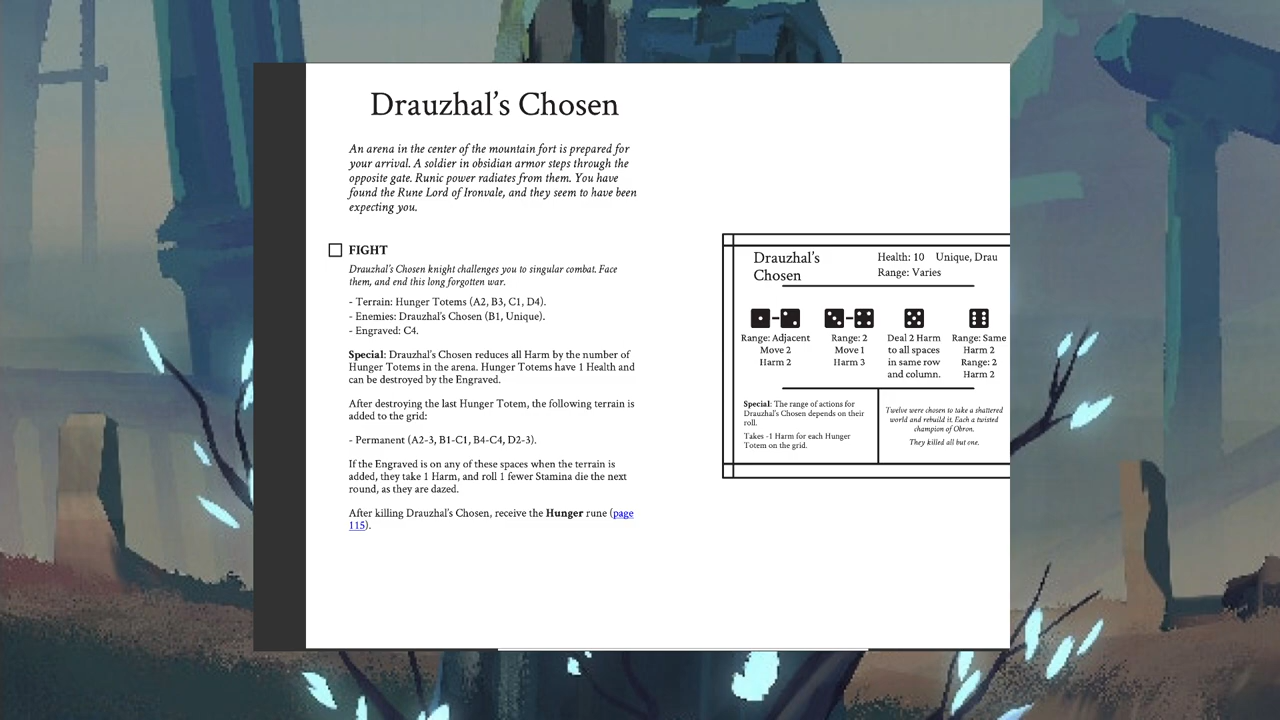 Drauzhal’s Chosen
An arena in the center of the mountain fort is prepared for
your arrival. A soldier in obsidian armor steps through the
opposite gate. Runic power radiates from them. You have
found the Rune Lord of Ironvale, and they seem to have been
expecting you.
FIGHT
Drauzhal’s Chosen knight challenges you to singular combat. Face
them, and end this long forgotten war.
- Terrain: Hunger Totems (A2, B3, C1, D4).
- Enemies: Drauzhal’s Chosen (B1, Unique).
- Engraved: C4.
Special: Drauzhal’s Chosen reduces all Harm by the number of
Hunger Totems in the arena. Hunger Totems have 1 Health and
can be destroyed by the Engraved.
After destroying the last Hunger Totem, the following terrain is
added to the grid:
- Permanent (A2-3, B1-C1, B4-C4, D2-3).
If the Engraved is on any of these spaces when the terrain is
added, they take 1 Harm, and roll 1 fewer Stamina die the next
round, as they are dazed.
After killing Drauzhal’s Chosen, receive the Hunger rune (page
115).
Drauzhal’s
Chosen
Health: 10 Unique, Drau
Range: Varies
Range: Adjacent
Move 2
Harm 2
Range: 2
Move 1
Harm 3
Deal 2 Harm
to all spaces
in same row
and column.
Range: Same
Harm 2
Range: 2
Harm 2
Special: The range of actions for
Drauzhal’s Chosen depends on their
roll.
Takes -1 Harm for each Hunger
Totem on the grid.
Twelve were chosen to take a shattered
world and rebuild it. Each a twisted
champion of Obron.
They killed all but one.